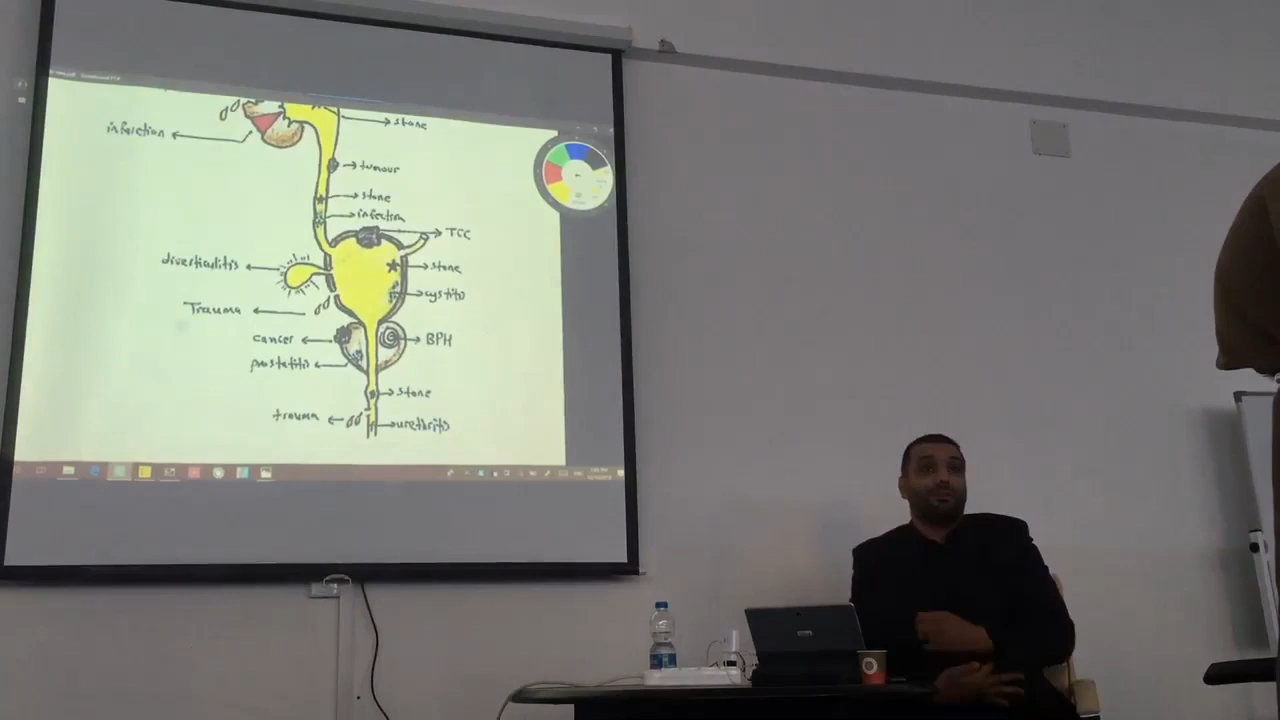 stone
infection
tumour
stone
infection
TCC
diverticulitis
stone
cystitis
Trauma
cancer
BPH
prostatitis
stone
trauma
urethritis